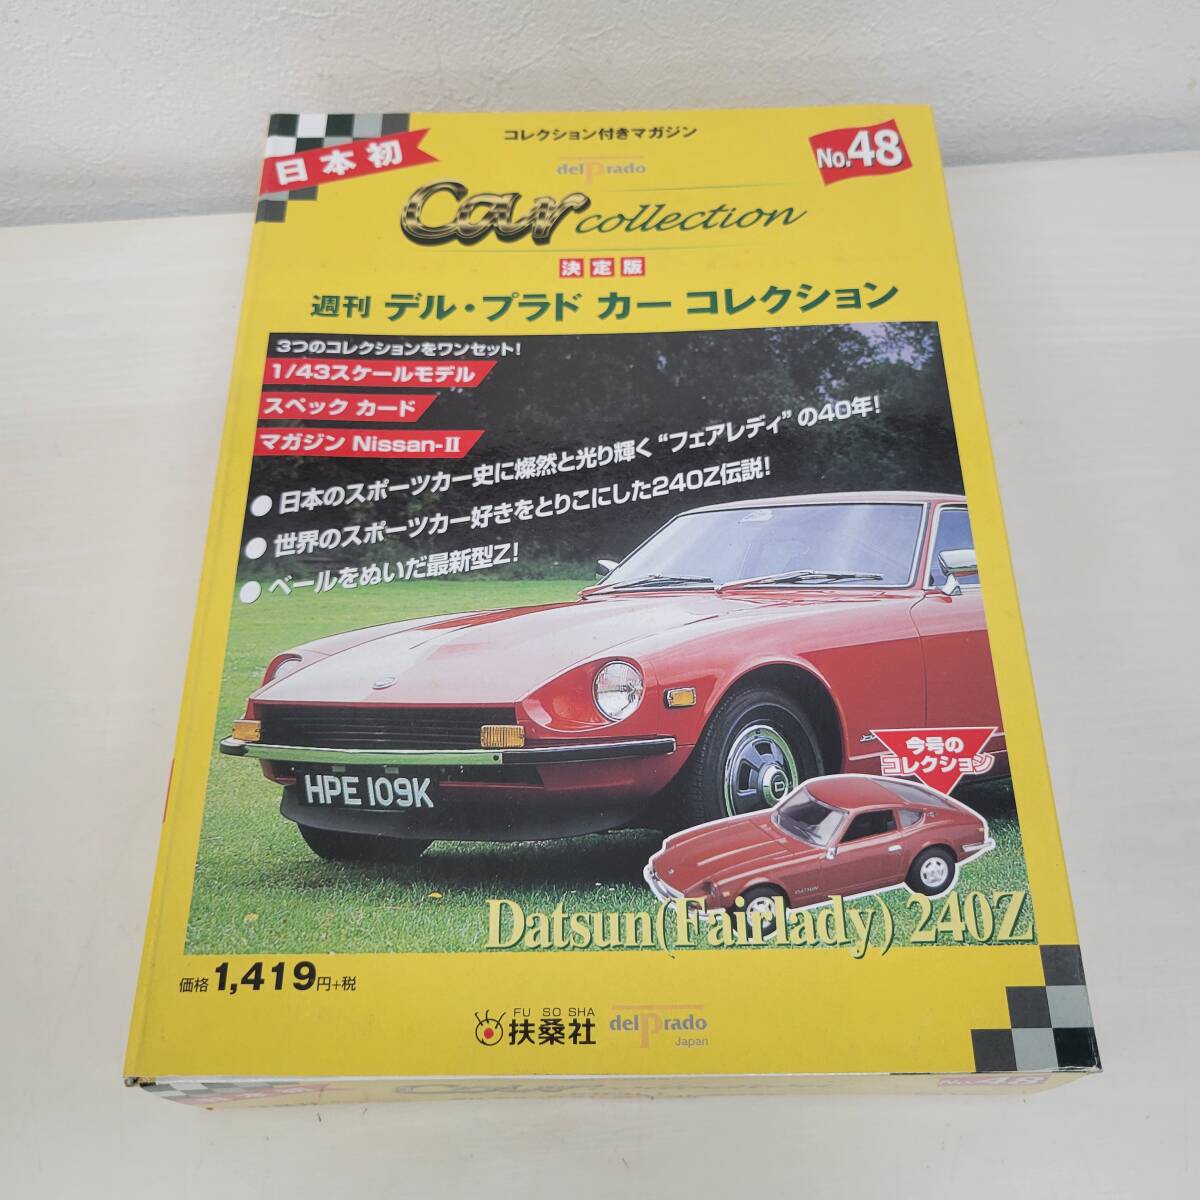 コレクション付きマガジン
日本初
No.48
delPrado
Car collection
決定版
週刊 デル・プラド カー コレクション
3つのコレクションをワンセット!
1/43スケールモデル
スペック カード
マガジン Nissan-II
● 日本のスポーツカー史に燦然と光り輝く“フェアレディ”の40年!
● 世界のスポーツカー好きをとりこにした240Z伝説!
● ベールをぬいだ最新型Z!
HPE 109K
今号の
コレクション
DATSUN
Datsun(Fairlady) 240Z
価格 1,419円+税
FU SO SHA
扶桑社
delPrado
Japan
No.48